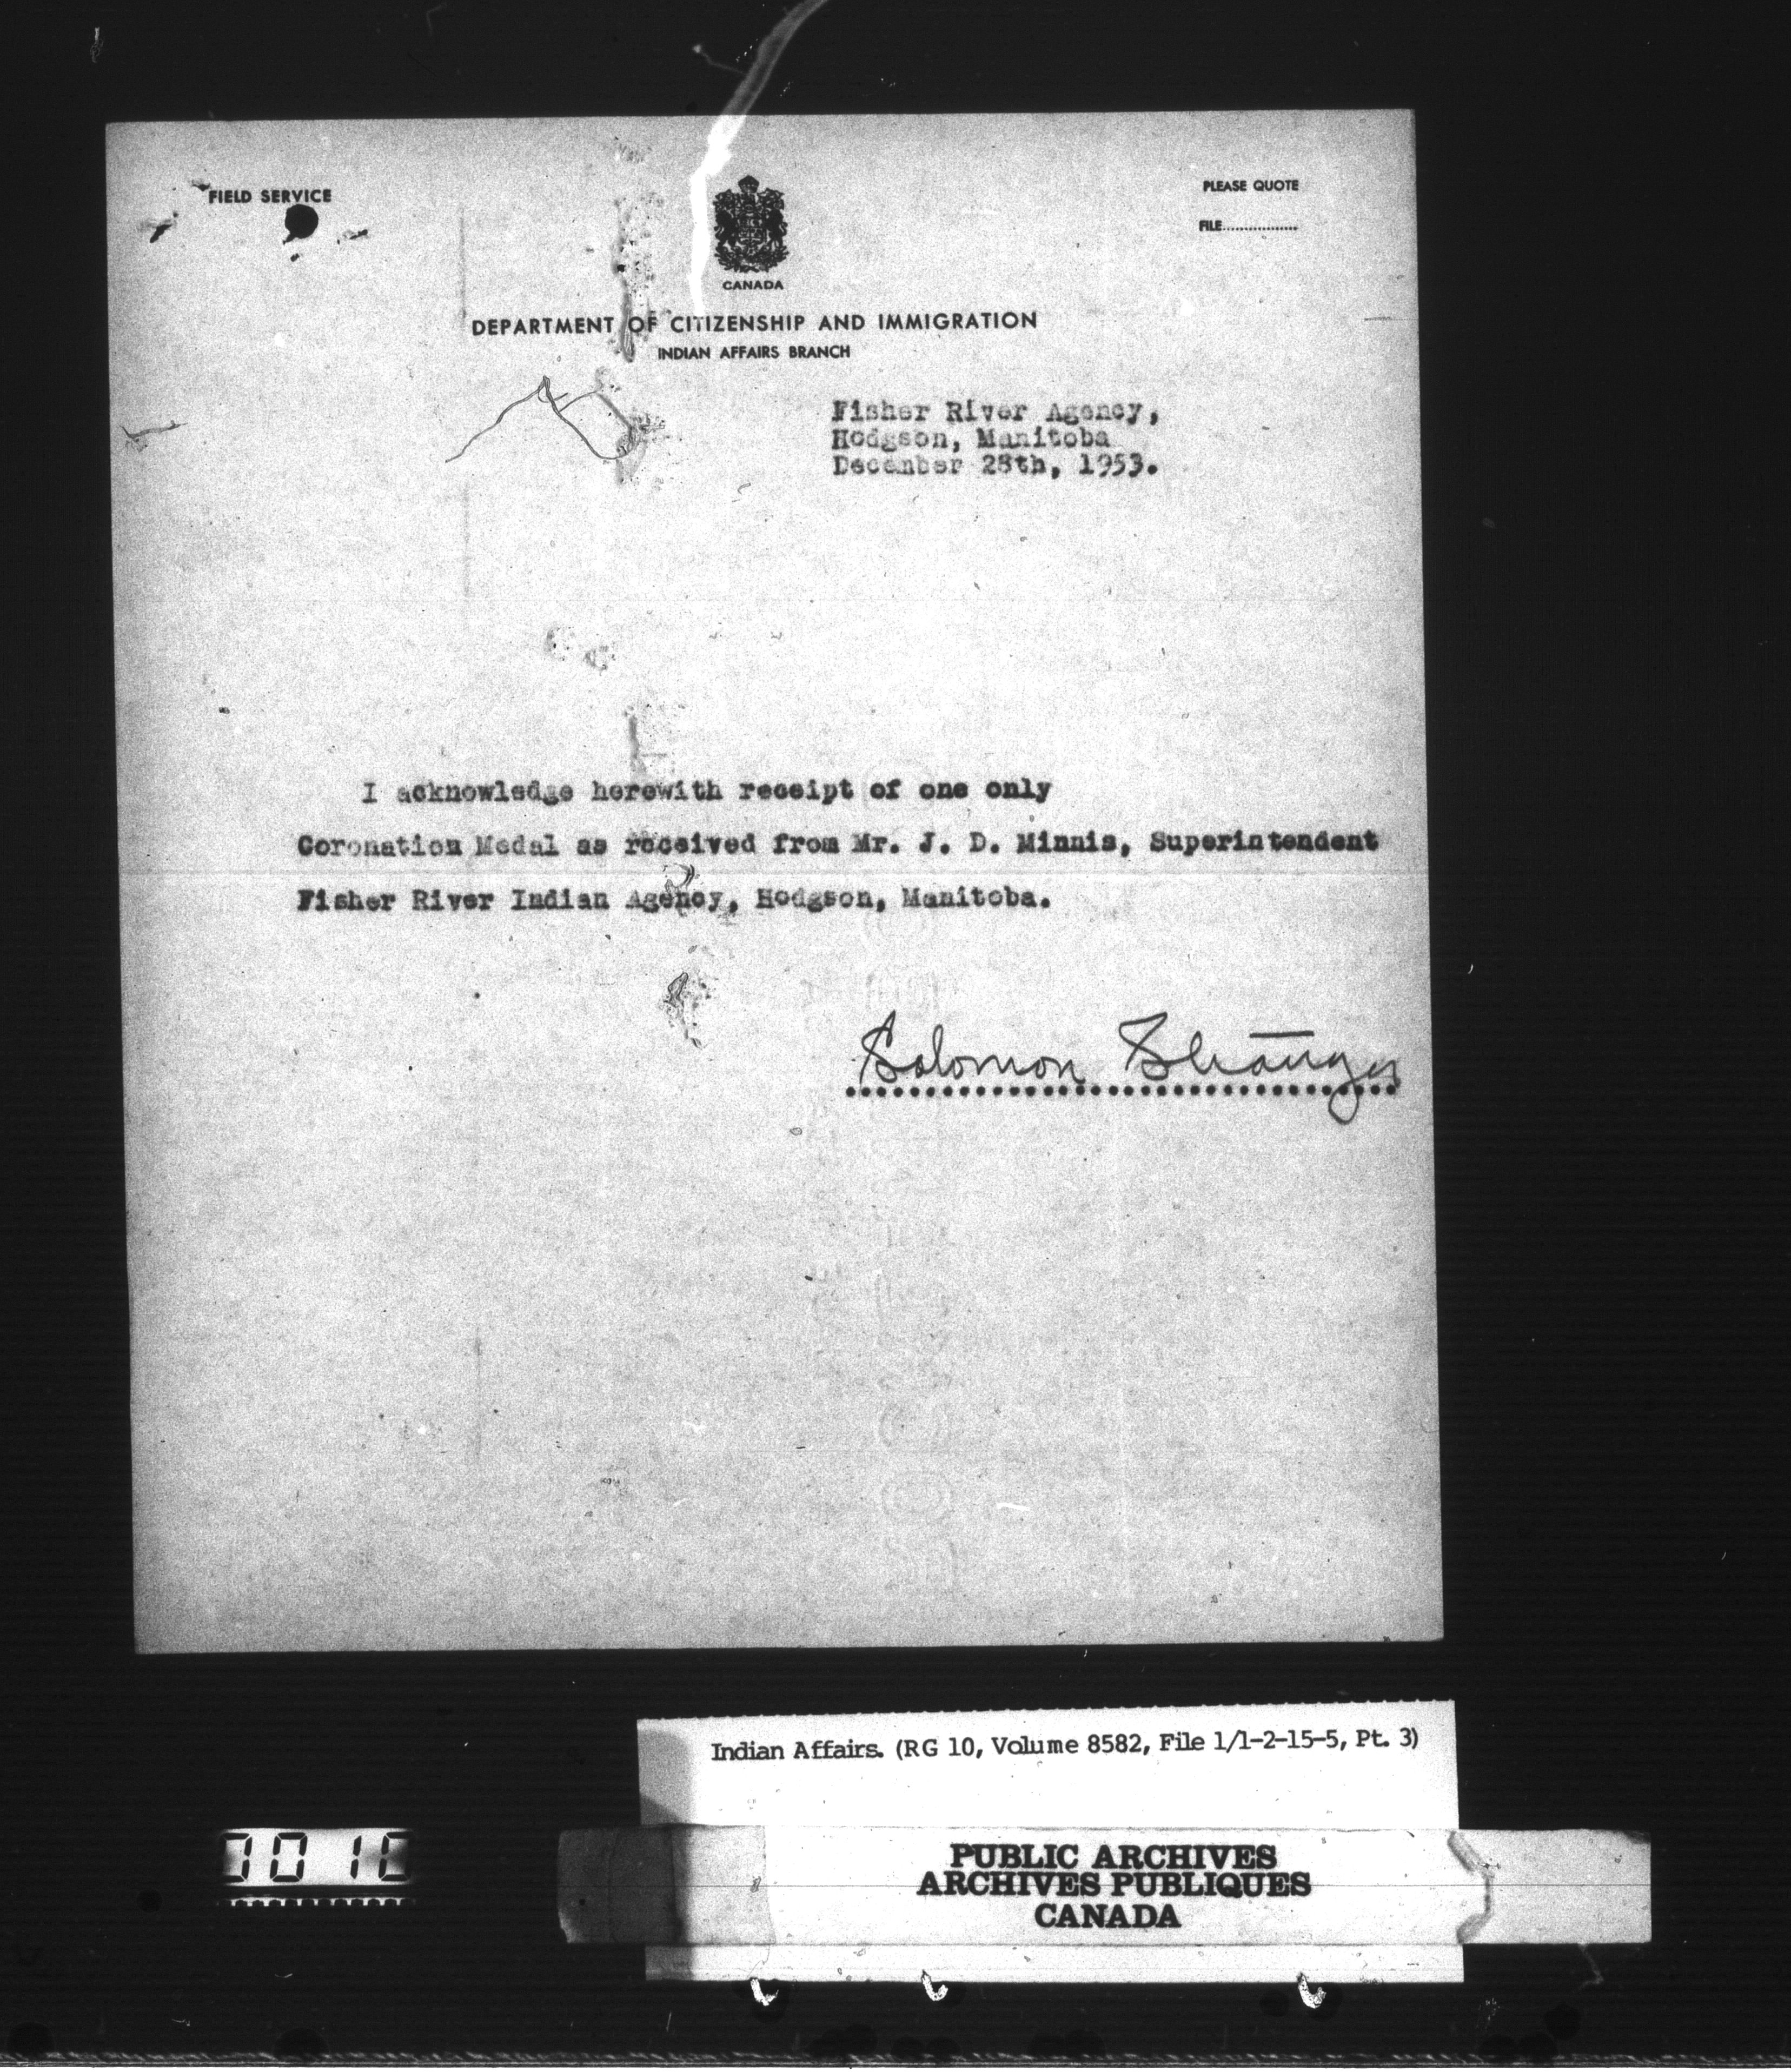 FIELD SERVICE
PLEASE QUOTE
FILE..................
CANADA
DEPARTMENT OF CITIZENSHIP AND IMMIGRATION
INDIAN AFFAIRS BRANCH
Fisher River Agency,
Hodgson, Manitoba
December 28th, 1953.
I acknowledge herewith receipt of one only
Coronation Medal as received from Mr. J. D. Minnis, Superintendent
Fisher River Indian Agency, Hodgson, Manitoba.
Solomon
Indian Affairs. (RG 10, Volume 8582, File 1/1-2-15-5, Pt. 3)
PUBLIC ARCHIVES
ARCHIVES PUBLIQUES
CANADA